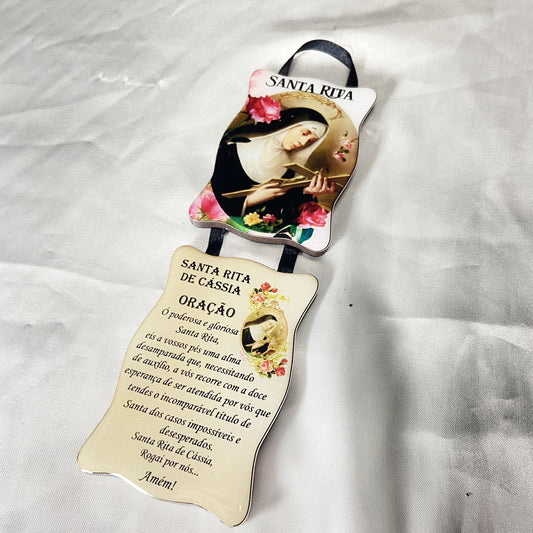 SANTA RITA
SANTA RITA
DE CÁSSIA
ORAÇÃO
Ó poderosa e gloriosa
Santa Rita,
eis a vossos pés uma alma
desamparada que, necessitando
de auxílio, a vós recorre com a doce
esperança de ser atendida por vós que
tendes o incomparável título de
Santa dos casos impossíveis e
desesperados.
Santa Rita de Cássia,
Rogai por nós...
Amém!